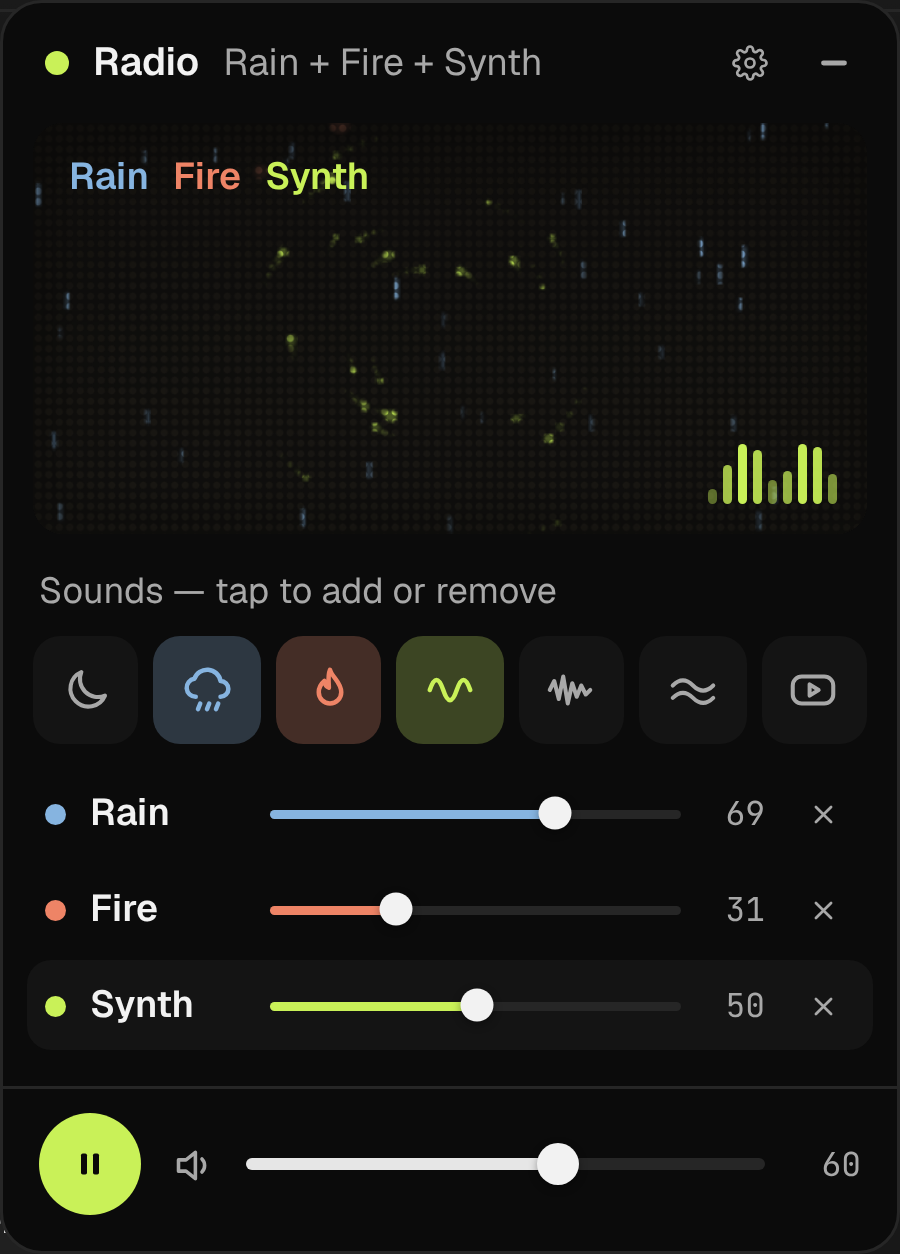 Radio Rain + Fire + Synth
Rain Fire Synth
Sounds — tap to add or remove
Rain 69
Fire 31
Synth 50
60